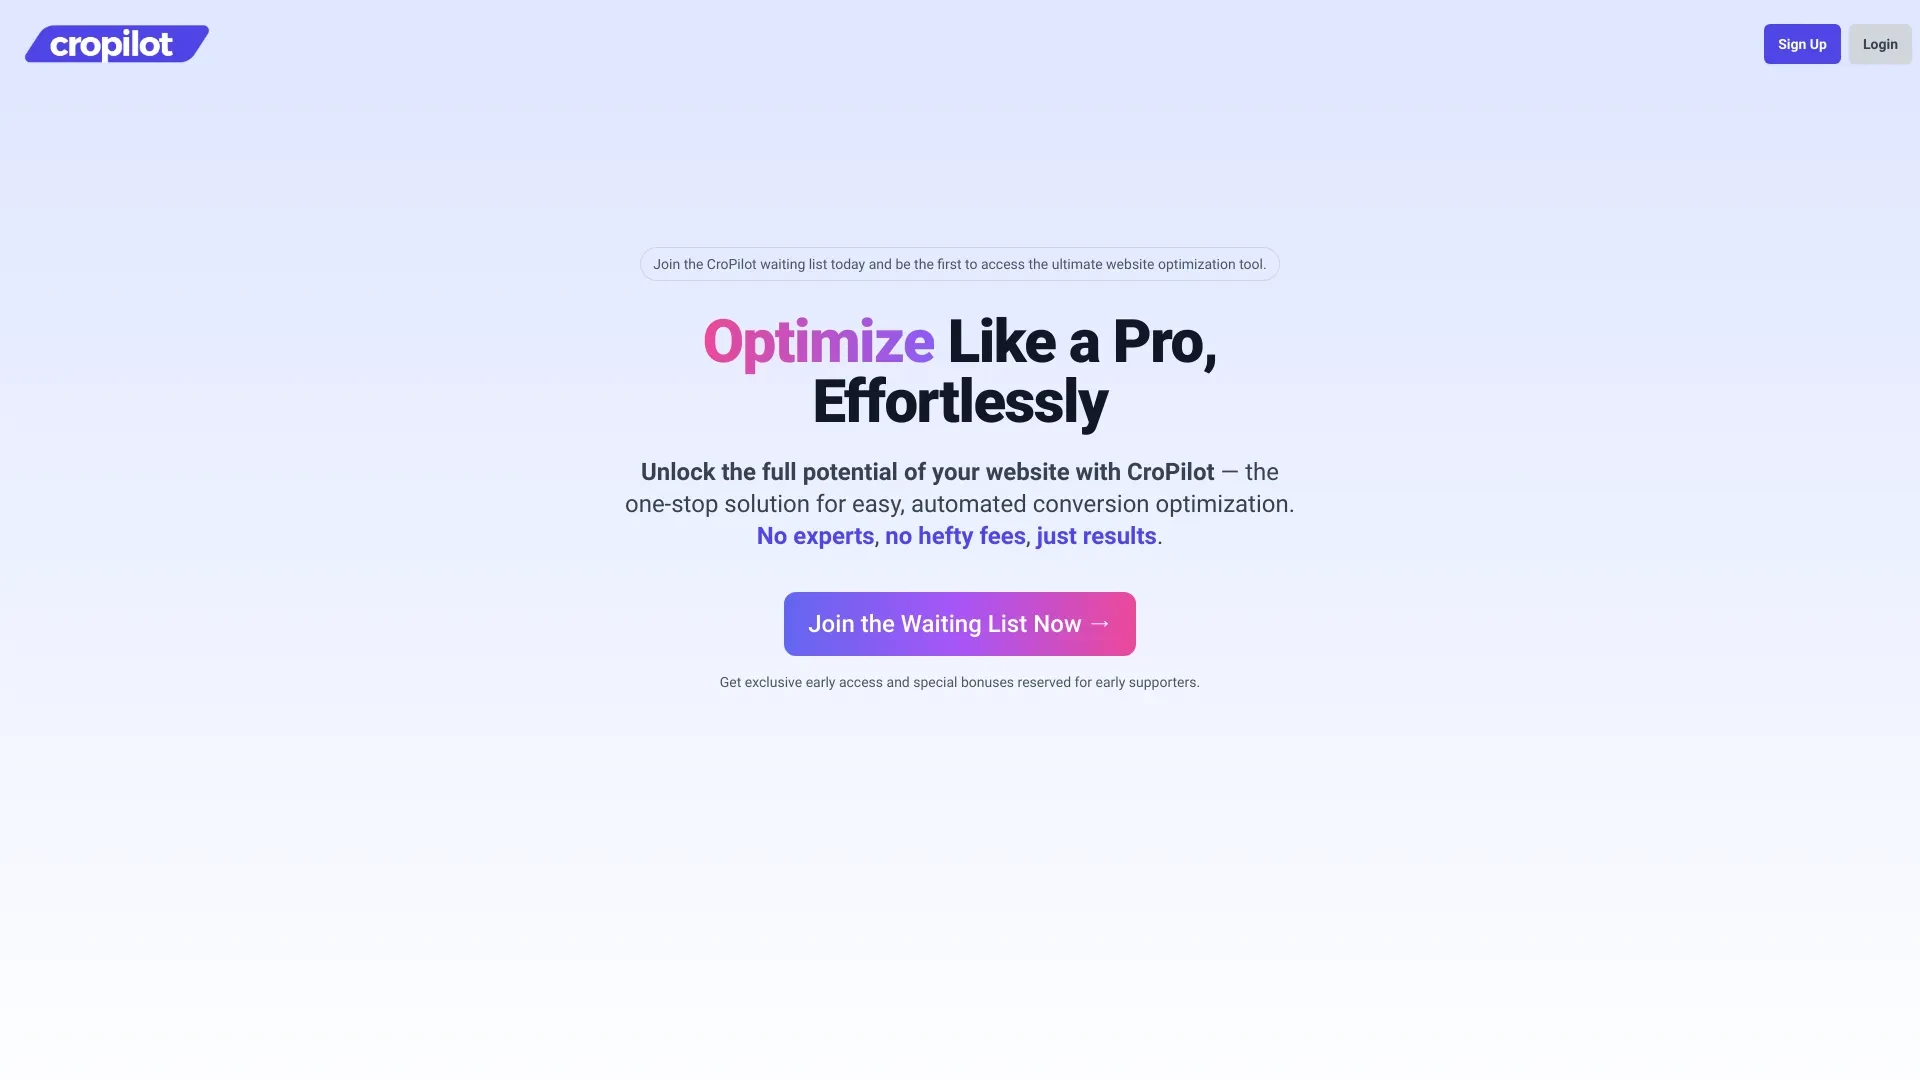 cropilot
Sign Up
Login
Join the CroPilot waiting list today and be the first to access the ultimate website optimization tool.
Optimize Like a Pro,
Effortlessly
Unlock the full potential of your website with CroPilot — the
one-stop solution for easy, automated conversion optimization.
No experts, no hefty fees, just results.
Join the Waiting List Now →
Get exclusive early access and special bonuses reserved for early supporters.